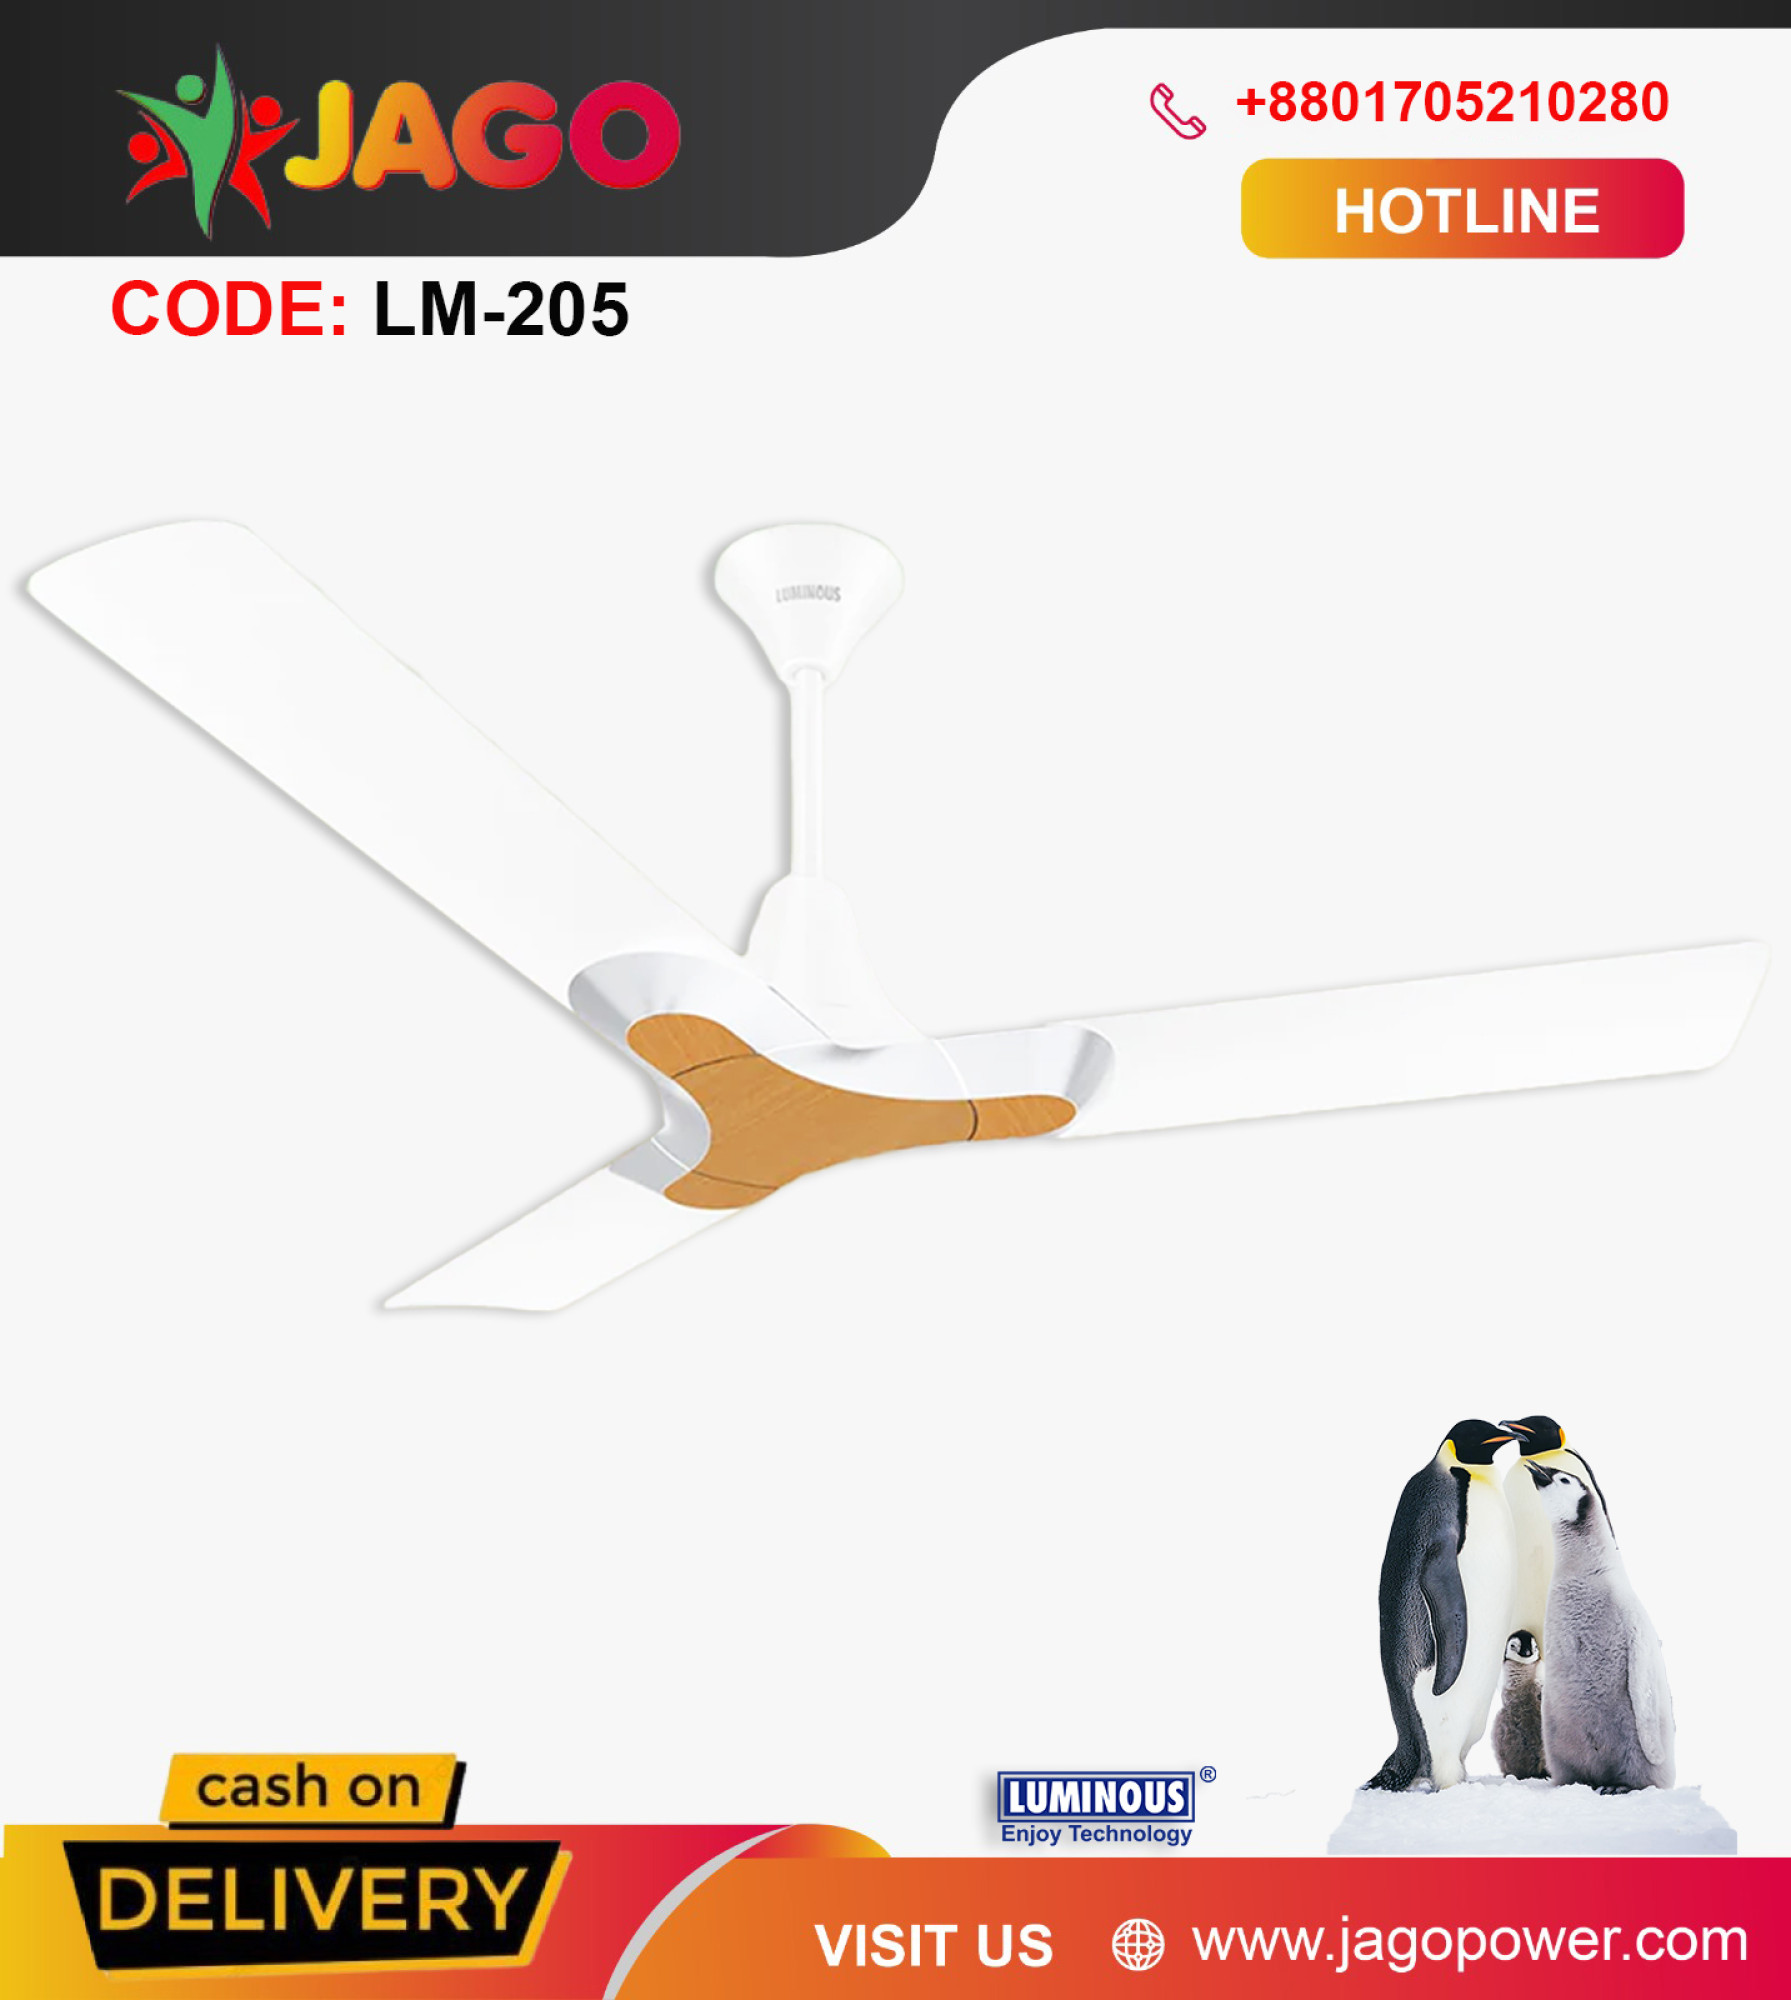 JAGO
+8801705210280
HOTLINE
CODE: LM-205
LUMINOUS
cash on
DELIVERY
LUMINOUS®
Enjoy Technology
VISIT US www.jagopower.com